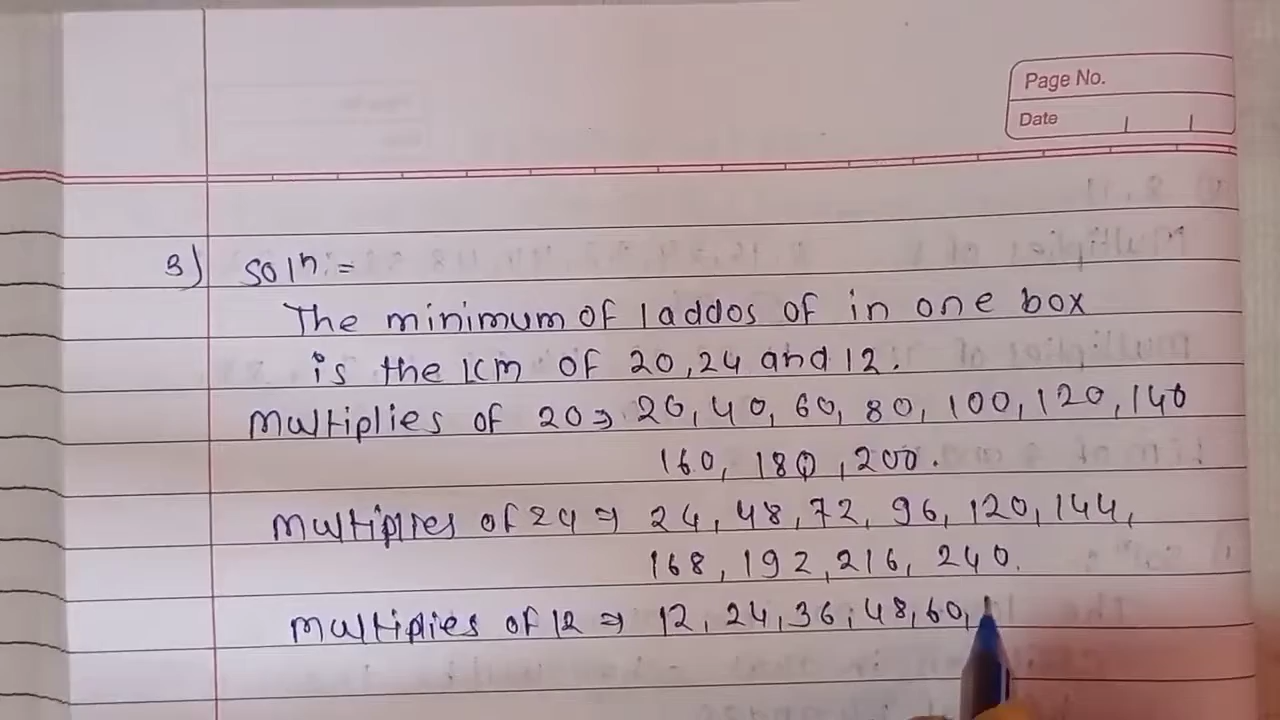 Page No.
Date
3) Soln:=
The minimum of laddos of in one box
is the LCM of 20,24 and 12.
Multiplies of 20 ⇒ 20, 40, 60, 80, 100, 120, 140
160, 180, 200.
Multiplies of 24 ⇒ 24, 48, 72, 96, 120, 144,
168, 192, 216, 240.
Multiplies of 12 ⇒ 12, 24, 36, 48, 60,